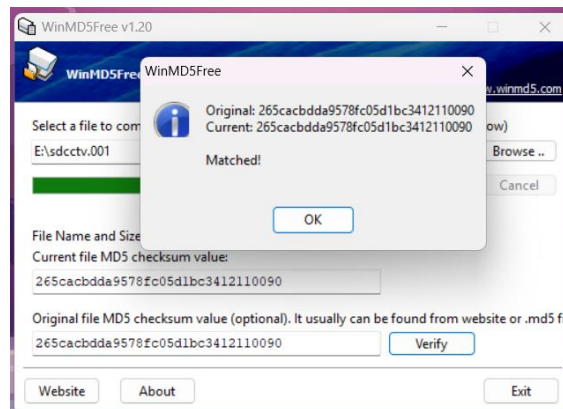 WinMD5Free v1.20
WinMD5Free
WinMD5Free
w.winmd5.com
Original: 265cacbdda9578fc05d1bc3412110090
Current: 265cacbdda9578fc05d1bc3412110090
Matched!
OK
Select a file to com
ow)
E:\sdcctv.001
Browse ..
Cancel
File Name and Size
Current file MD5 checksum value:
265cacbdda9578fc05d1bc3412110090
Original file MD5 checksum value (optional). It usually can be found from website or .md5 f
265cacbdda9578fc05d1bc3412110090
Verify
Website
About
Exit